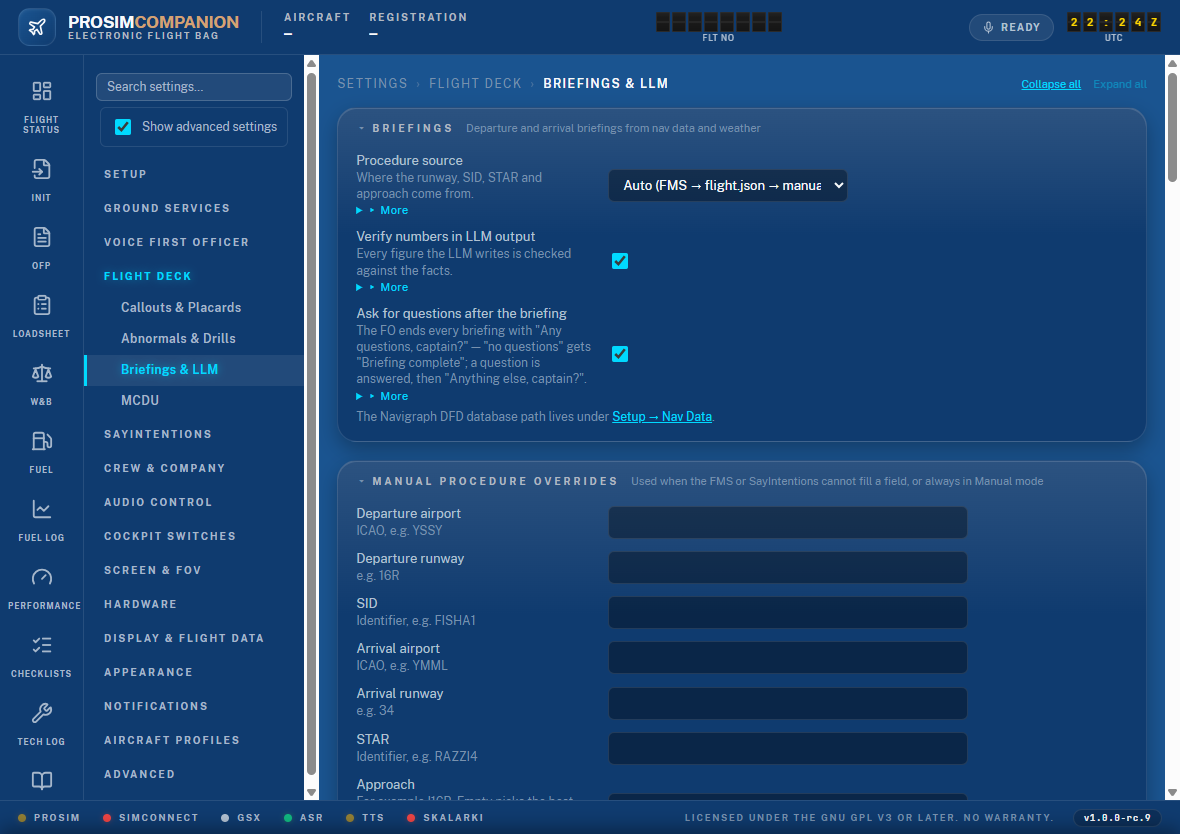 PROSIMCOMPANION
ELECTRONIC FLIGHT BAG
AIRCRAFT
–
REGISTRATION
–
FLT NO
READY
22:24Z
UTC
FLIGHT STATUS
INIT
OFP
LOADSHEET
W&B
FUEL
FUEL LOG
PERFORMANCE
CHECKLISTS
TECH LOG
Search settings...
Show advanced settings
SETUP
GROUND SERVICES
VOICE FIRST OFFICER
FLIGHT DECK
Callouts & Placards
Abnormals & Drills
Briefings & LLM
MCDU
SAYINTENTIONS
CREW & COMPANY
AUDIO CONTROL
COCKPIT SWITCHES
SCREEN & FOV
HARDWARE
DISPLAY & FLIGHT DATA
APPEARANCE
NOTIFICATIONS
AIRCRAFT PROFILES
ADVANCED
SETTINGS › FLIGHT DECK › BRIEFINGS & LLM
Collapse all Expand all
BRIEFINGS Departure and arrival briefings from nav data and weather
Procedure source
Where the runway, SID, STAR and
approach come from.
▸ More
Auto (FMS → flight.json → manua
Verify numbers in LLM output
Every figure the LLM writes is checked
against the facts.
▸ More
Ask for questions after the briefing
The FO ends every briefing with "Any
questions, captain?" — "no questions" gets
"Briefing complete"; a question is
answered, then "Anything else, captain?".
▸ More
The Navigraph DFD database path lives under Setup → Nav Data.
MANUAL PROCEDURE OVERRIDES Used when the FMS or SayIntentions cannot fill a field, or always in Manual mode
Departure airport
ICAO, e.g. YSSY
Departure runway
e.g. 16R
SID
Identifier, e.g. FISHA1
Arrival airport
ICAO, e.g. YMML
Arrival runway
e.g. 34
STAR
Identifier, e.g. RAZZI4
Approach
For example I16R. Empty picks the best
PROSIM
SIMCONNECT
GSX
ASR
TTS
SKALARKI
LICENSED UNDER THE GNU GPL V3 OR LATER. NO WARRANTY.
v1.0.0-rc.9